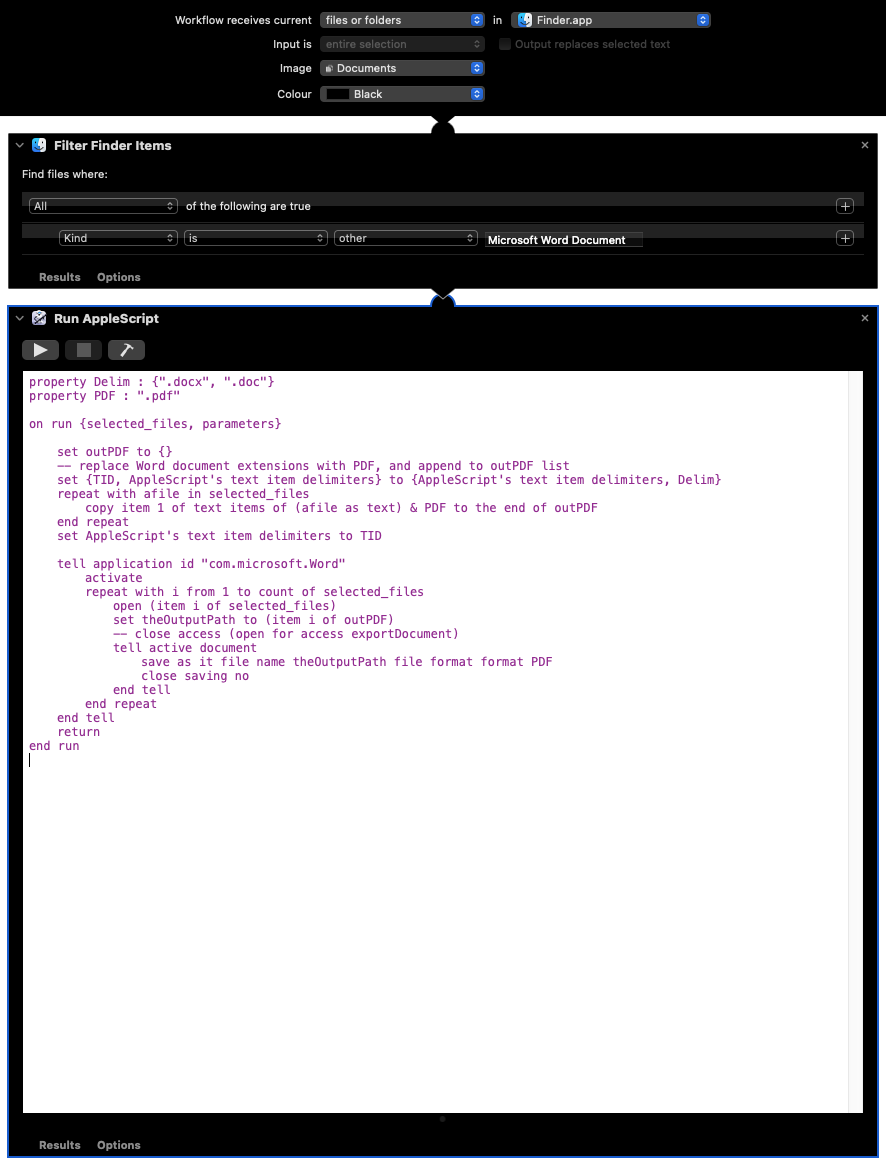 Workflow receives current files or folders in Finder.app
Input is entire selection Output replaces selected text
Image Documents
Colour Black
Filter Finder Items
Find files where:
All of the following are true
Kind is other Microsoft Word Document
Results Options
Run AppleScript
property Delim : {".docx", ".doc"}
property PDF : ".pdf"
on run {selected_files, parameters}
set outPDF to {}
-- replace Word document extensions with PDF, and append to outPDF list
set {TID, AppleScript's text item delimiters} to {AppleScript's text item delimiters, Delim}
repeat with afile in selected_files
copy item 1 of text items of (afile as text) & PDF to the end of outPDF
end repeat
set AppleScript's text item delimiters to TID
tell application id "com.microsoft.Word"
activate
repeat with i from 1 to count of selected_files
open (item i of selected_files)
set theOutputPath to (item i of outPDF)
-- close access (open for access exportDocument)
tell active document
save as it file name theOutputPath file format format PDF
close saving no
end tell
end repeat
end tell
return
end run
Results Options